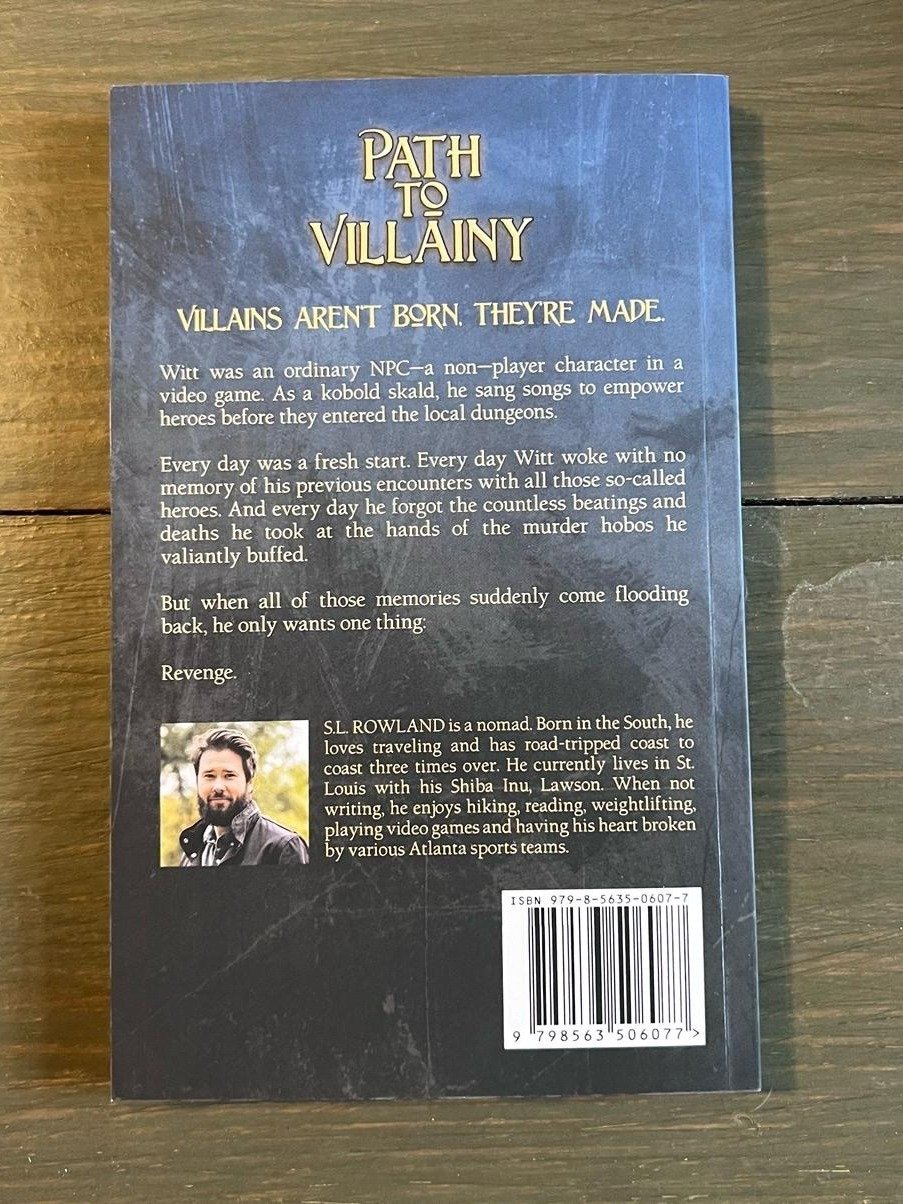 PATH
TO
VILLAINY
VILLAINS AREN'T BORN. THEY'RE MADE.
Witt was an ordinary NPC—a non—player character in a
video game. As a kobold skald, he sang songs to empower
heroes before they entered the local dungeons.
Every day was a fresh start. Every day Witt woke with no
memory of his previous encounters with all those so-called
heroes. And every day he forgot the countless beatings and
deaths he took at the hands of the murder hobos he
valiantly buffed.
But when all of those memories suddenly come flooding
back, he only wants one thing:
Revenge.
S.L. ROWLAND is a nomad. Born in the South, he
loves traveling and has road-tripped coast to
coast three times over. He currently lives in St.
Louis with his Shiba Inu, Lawson. When not
writing, he enjoys hiking, reading, weightlifting,
playing video games and having his heart broken
by various Atlanta sports teams.
ISBN 979-8-5635-0607-7
9 798563 506077 >